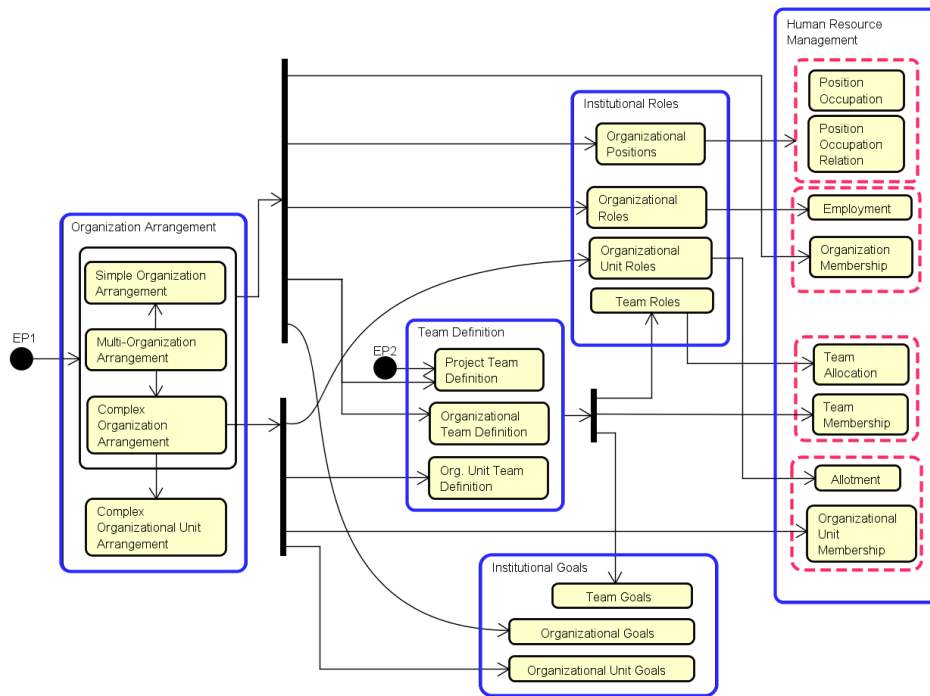 Human Resource
Management
Position
Occupation
Position
Occupation
Relation
Employment
Organization
Membership
Team
Allocation
Team
Membership
Allotment
Organizational
Unit
Membership
Institutional Roles
Organizational
Positions
Organizational
Roles
Organizational
Unit Roles
Team Roles
Organization Arrangement
Simple Organization
Arrangement
Multi-Organization
Arrangement
Complex
Organization
Arrangement
Complex
Organizational Unit
Arrangement
EP1
Team Definition
EP2
Project Team
Definition
Organizational
Team Definition
Org. Unit Team
Definition
Institutional Goals
Team Goals
Organizational Goals
Organizational Unit Goals